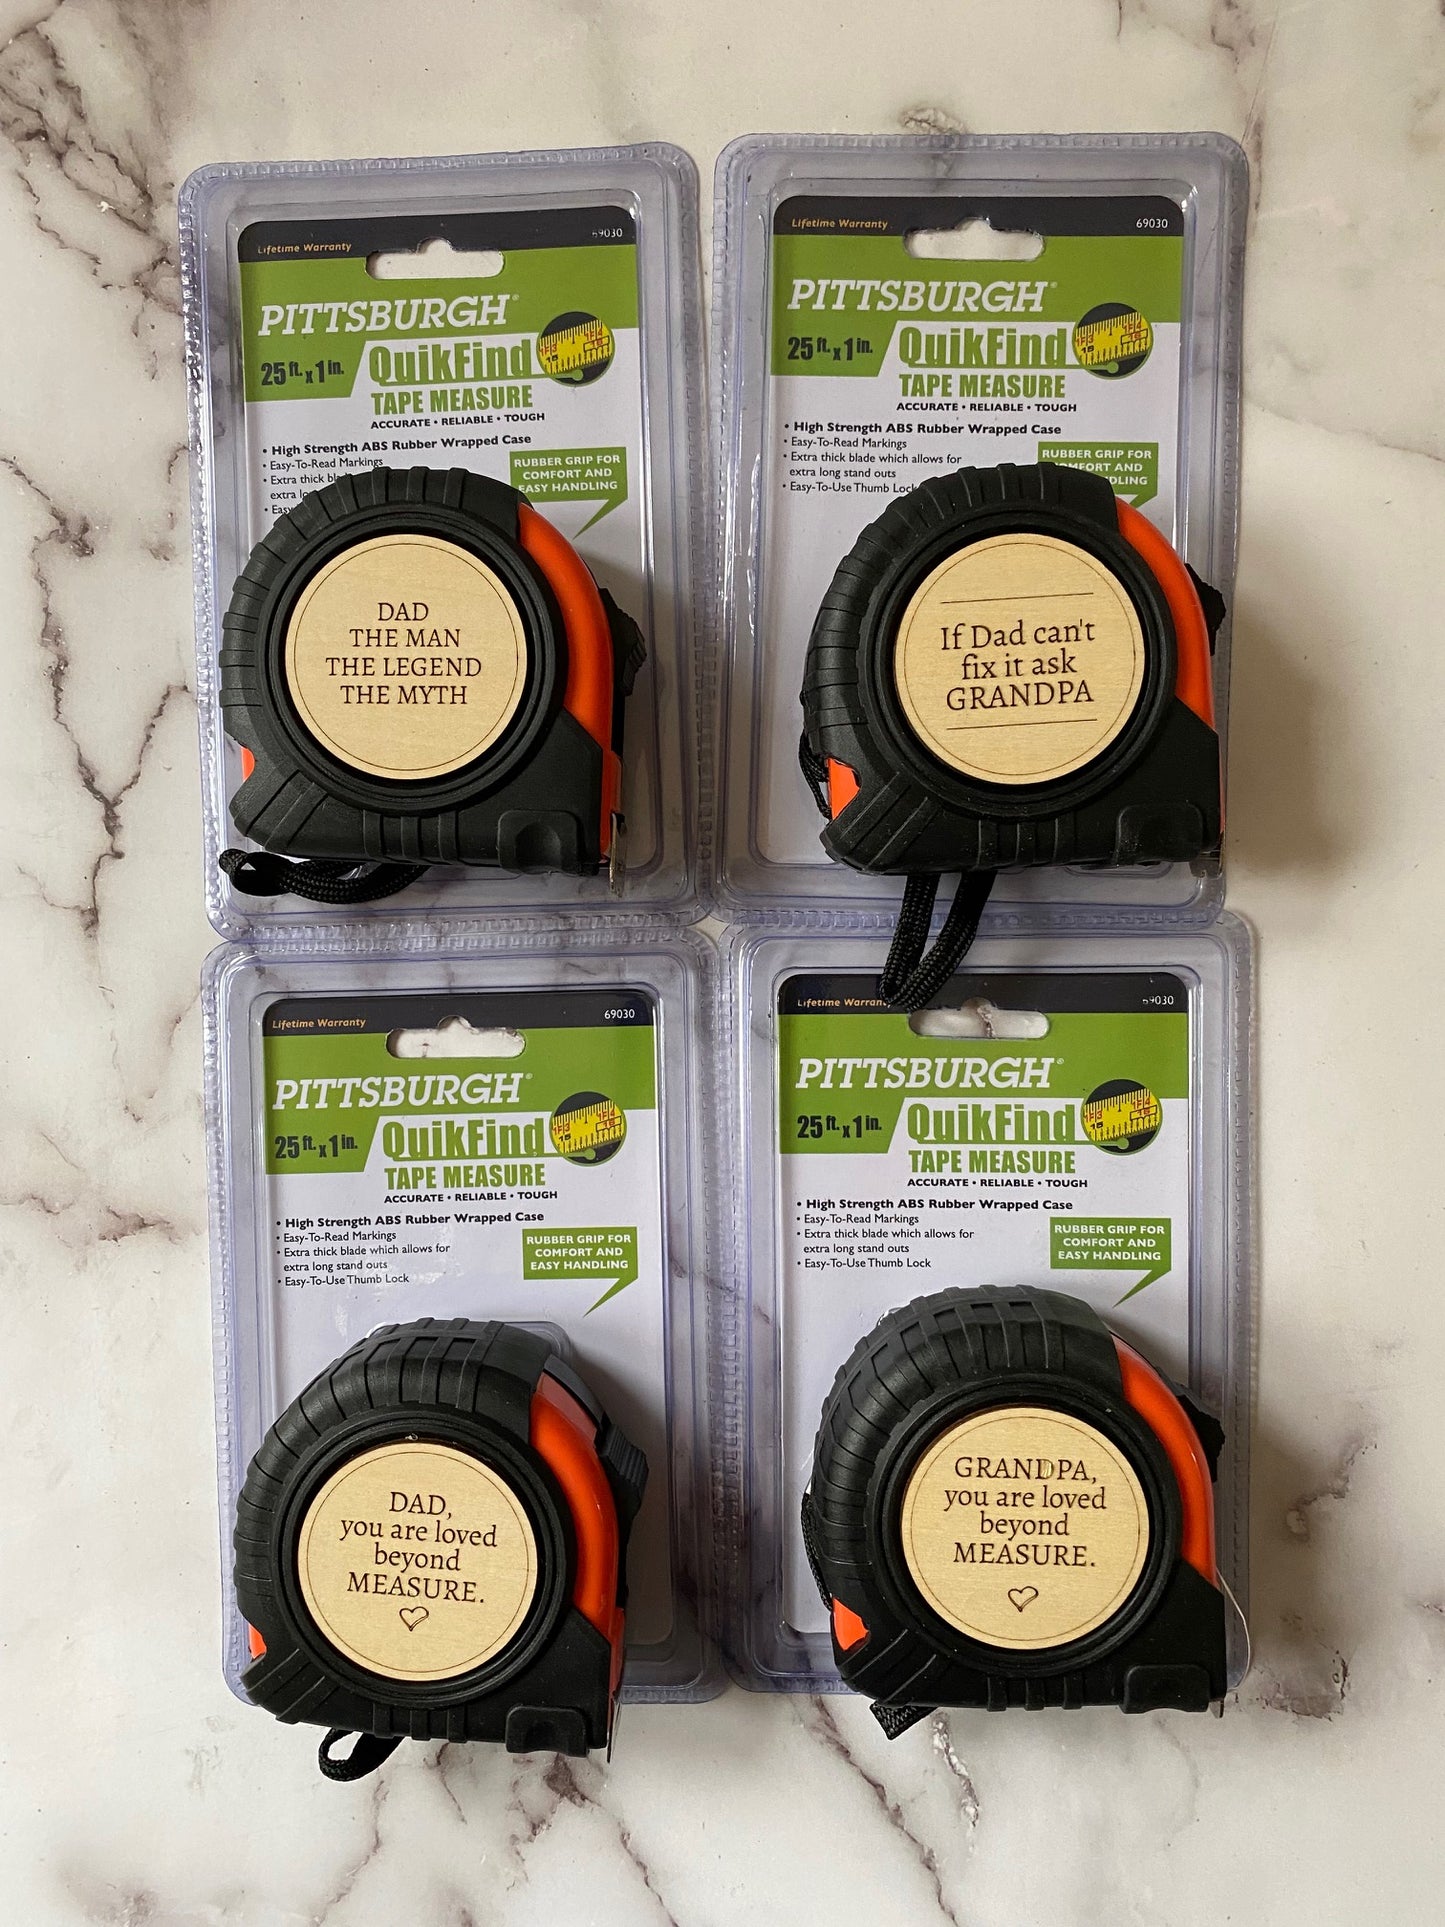 Lifetime Warranty
69030
PITTSBURGH®
25 ft. x 1 in.
QuikFind
TAPE MEASURE
ACCURATE • RELIABLE • TOUGH
• High Strength ABS Rubber Wrapped Case
• Easy-To-Read Markings
• Extra thick
extra
RUBBER GRIP FOR
COMFORT AND
EASY HANDLING
DAD
THE MAN
THE LEGEND
THE MYTH
Lifetime Warranty
69030
PITTSBURGH®
25 ft. x 1 in.
QuikFind
TAPE MEASURE
ACCURATE • RELIABLE • TOUGH
• High Strength ABS Rubber Wrapped Case
• Easy-To-Read Markings
• Extra thick blade which allows for
extra long stand outs
• Easy-To-Use Thumb Lock
RUBBER GRIP FOR
COMFORT AND
If Dad can't
fix it ask
GRANDPA
Lifetime Warranty
69030
PITTSBURGH®
25 ft. x 1 in.
QuikFind
TAPE MEASURE
ACCURATE • RELIABLE • TOUGH
• High Strength ABS Rubber Wrapped Case
• Easy-To-Read Markings
• Extra thick blade which allows for
extra long stand outs
• Easy-To-Use Thumb Lock
RUBBER GRIP FOR
COMFORT AND
EASY HANDLING
DAD,
you are loved
beyond
MEASURE.
Lifetime Warranty
69030
PITTSBURGH®
25 ft. x 1 in.
QuikFind
TAPE MEASURE
ACCURATE • RELIABLE • TOUGH
• High Strength ABS Rubber Wrapped Case
• Easy-To-Read Markings
• Extra thick blade which allows for
extra long stand outs
• Easy-To-Use Thumb Lock
RUBBER GRIP FOR
COMFORT AND
EASY HANDLING
GRANDPA,
you are loved
beyond
MEASURE.